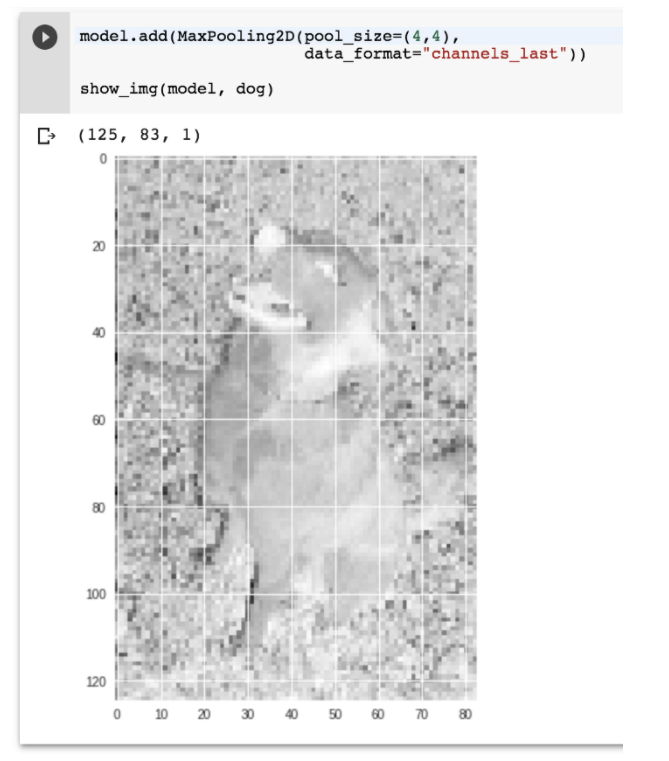 model.add(MaxPooling2D(pool_size=(4,4),
data_format="channels_last"))
show_img(model, dog)
(125, 83, 1)
0
20
40
60
80
100
120
0 10 20 30 40 50 60 70 80